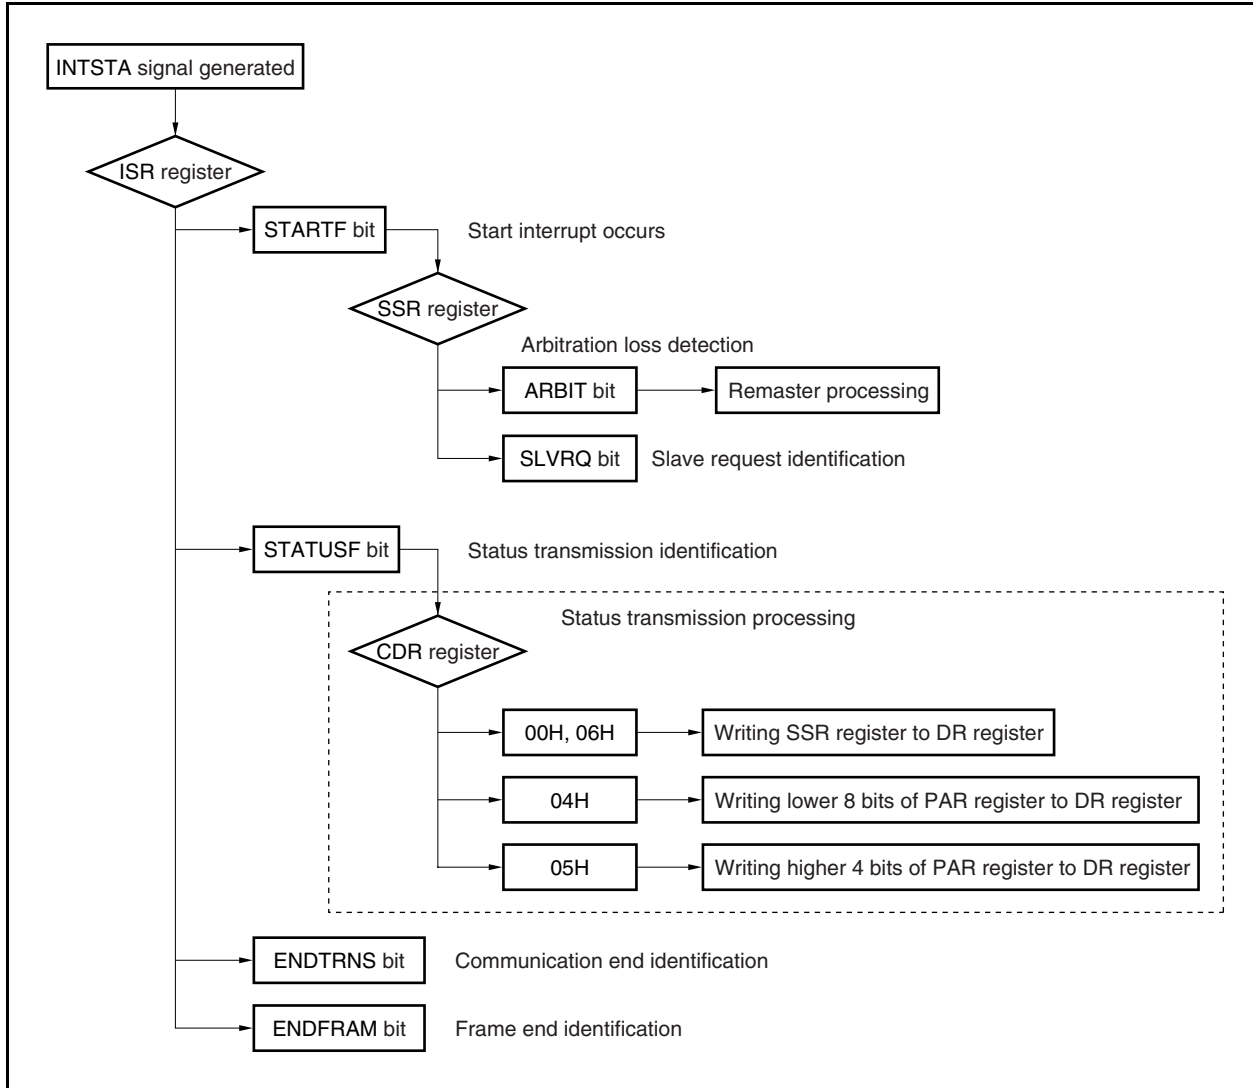 INTSTA signal generated
ISR register
STARTF bit
Start interrupt occurs
SSR register
Arbitration loss detection
ARBIT bit
Remaster processing
SLVRQ bit
Slave request identification
STATUSF bit
Status transmission identification
Status transmission processing
CDR register
00H, 06H
Writing SSR register to DR register
04H
Writing lower 8 bits of PAR register to DR register
05H
Writing higher 4 bits of PAR register to DR register
ENDTRNS bit
Communication end identification
ENDFRAM bit
Frame end identification